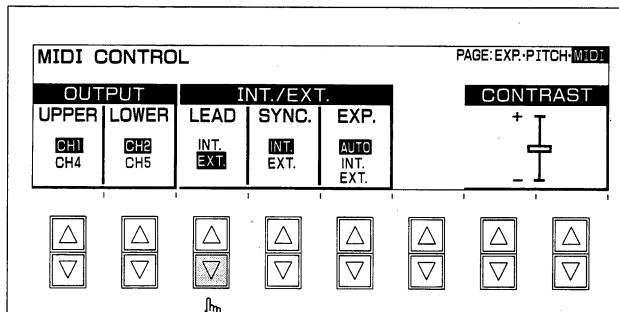 MIDI CONTROL
PAGE: EXP.·PITCH·MIDI
OUTPUT
INT./EXT.
CONTRAST
UPPER LOWER LEAD SYNC. EXP.
+
CH1 CH2 INT. INT. AUTO
CH4 CH5 EXT. EXT. INT.
EXT.
−